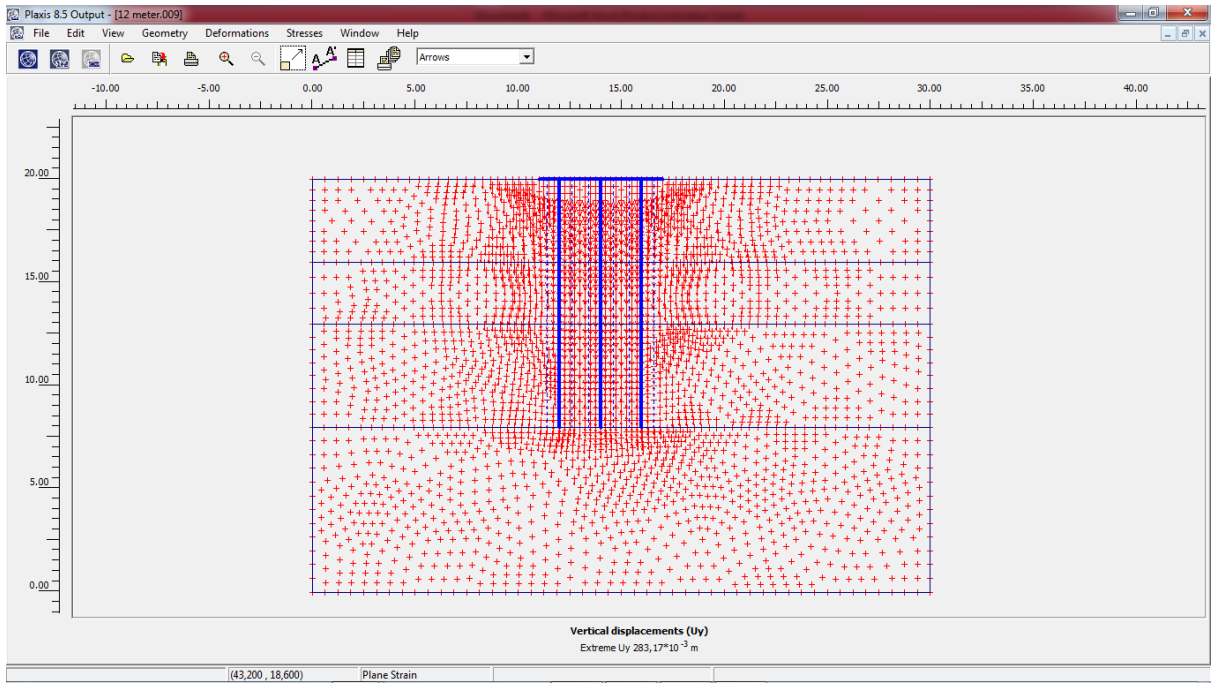 Plaxis 8.5 Output - [12 meter.009]
File Edit View Geometry Deformations Stresses Window Help
Arrows
-10.00 -5.00 0.00 5.00 10.00 15.00 20.00 25.00 30.00 35.00 40.00
20.00
15.00
10.00
5.00
0.00
Vertical displacements (Uy)
Extreme Uy 283,17*10 -3 m
(43,200 , 18,600) Plane Strain